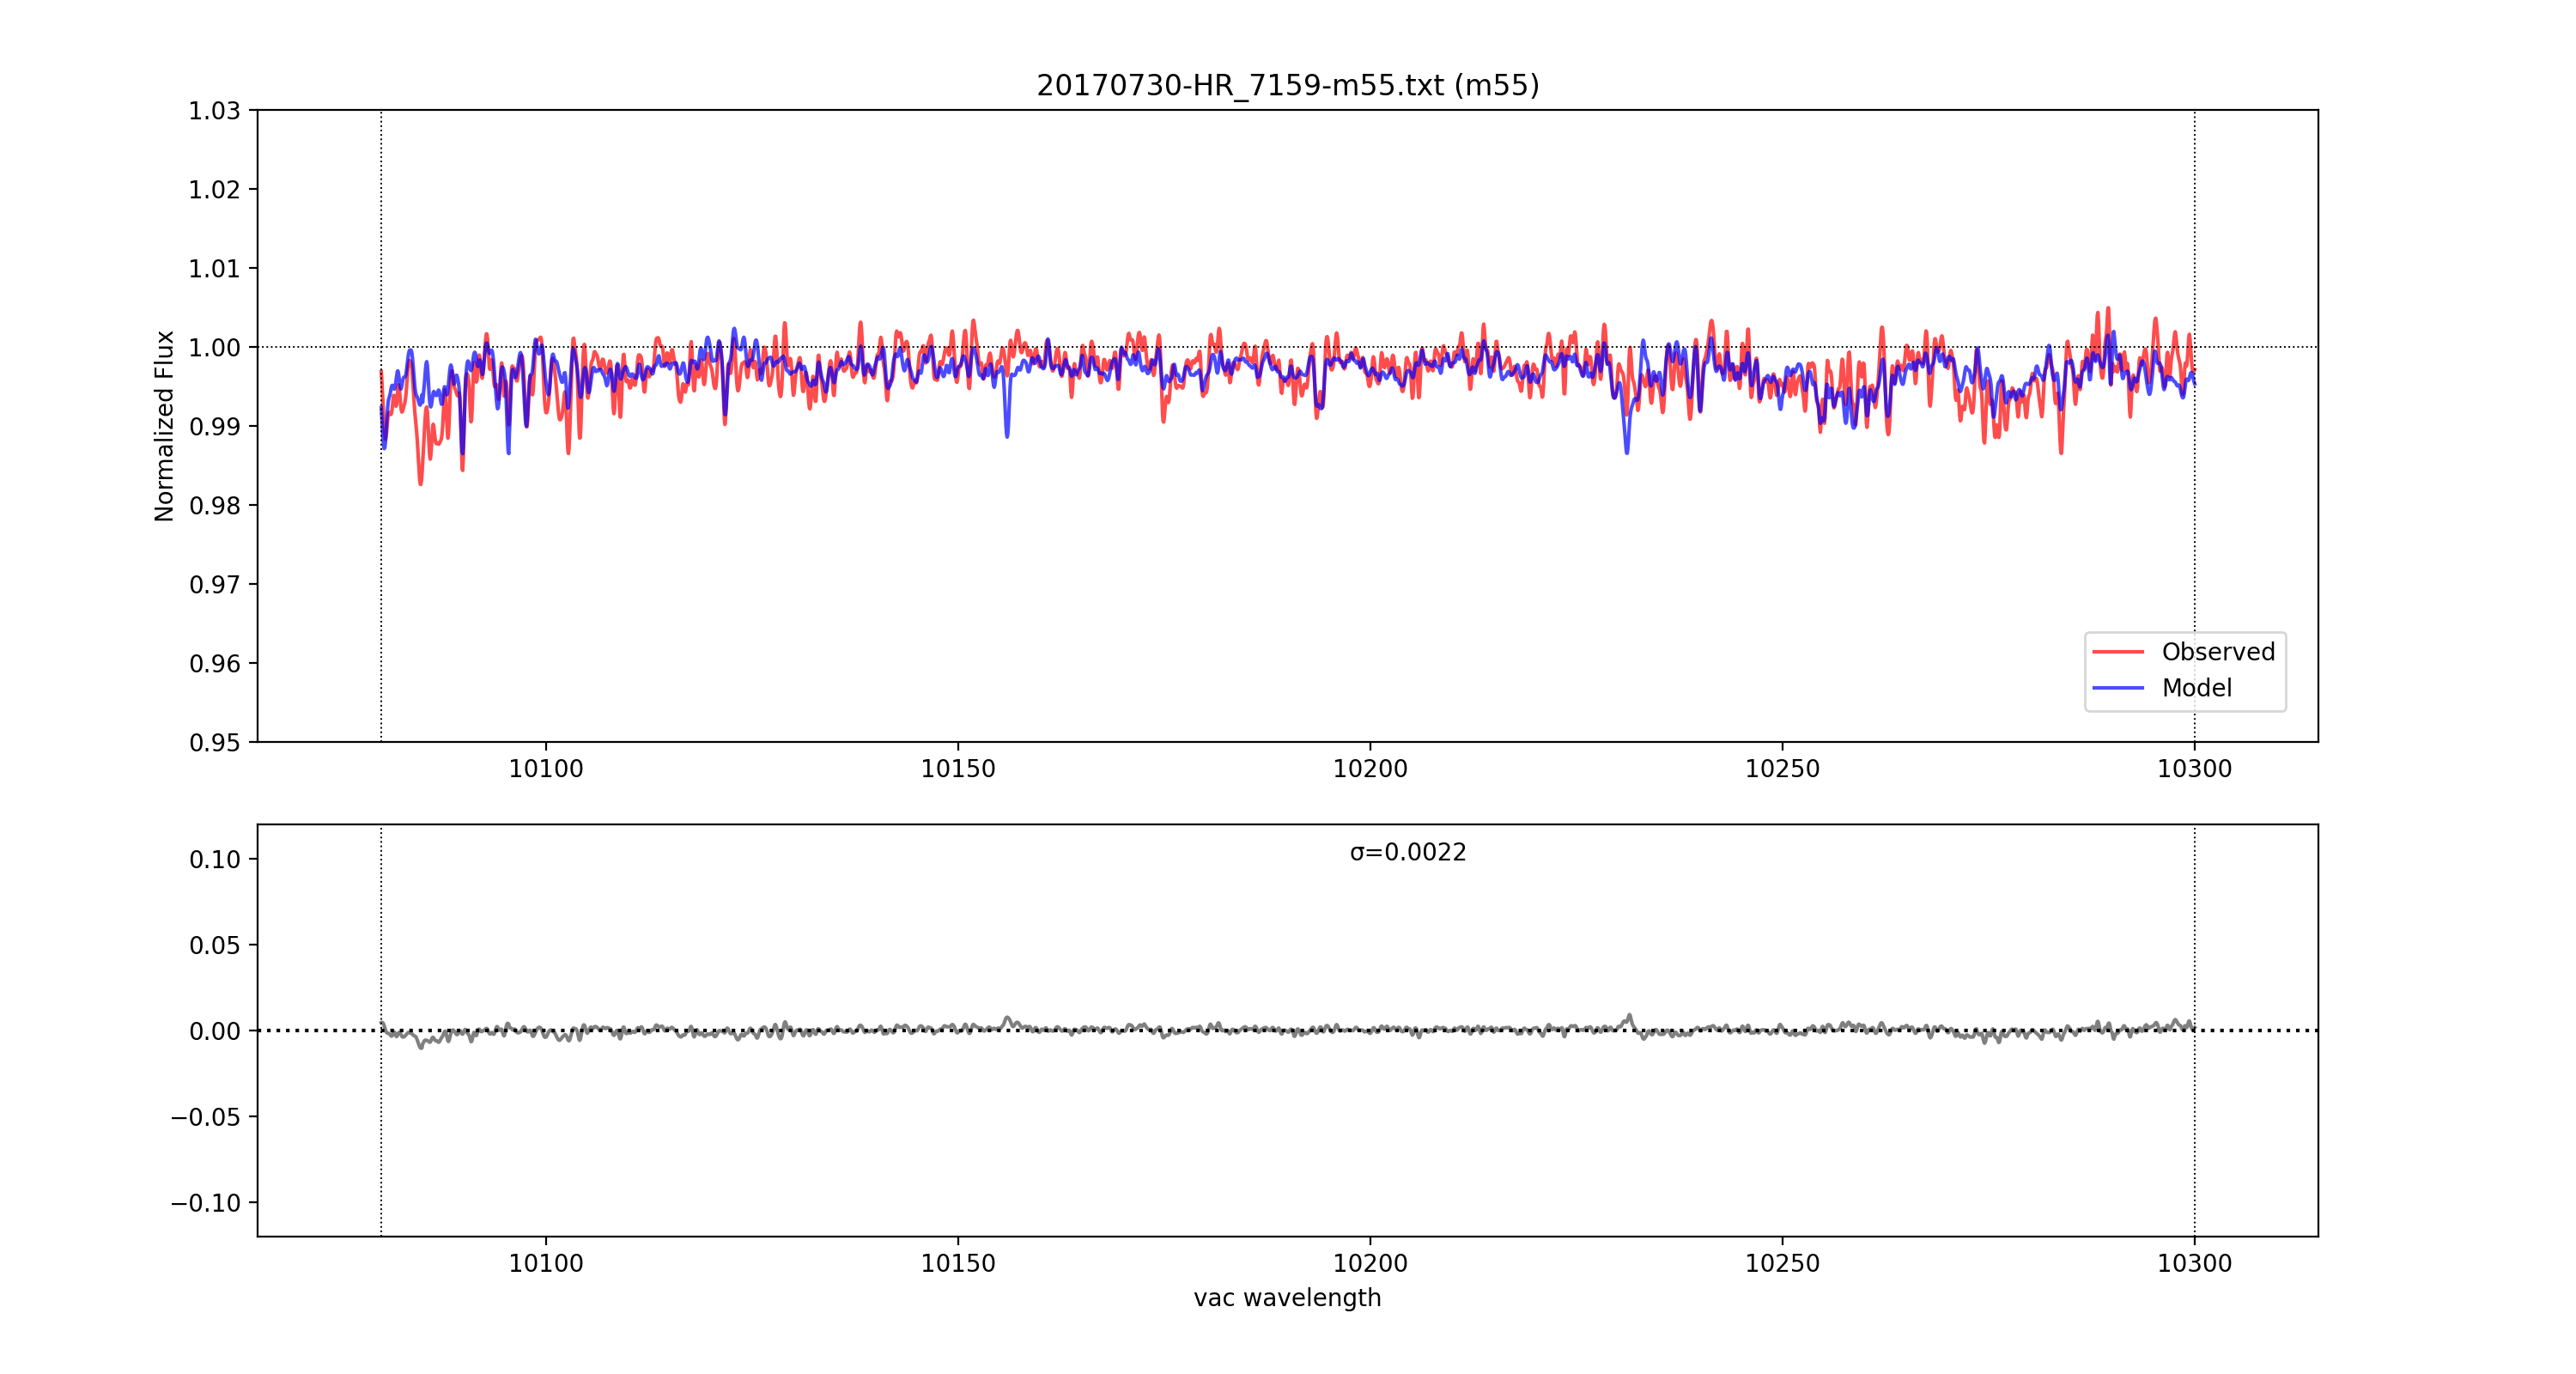 20170730-HR_7159-m55.txt (m55)
1.03
1.02
1.01
1.00
0.99
0.98
0.97
0.96
0.95
Normalized Flux
Observed
Model
10100 10150 10200 10250 10300
σ=0.0022
0.10
0.05
0.00
−0.05
−0.10
10100 10150 10200 10250 10300
vac wavelength